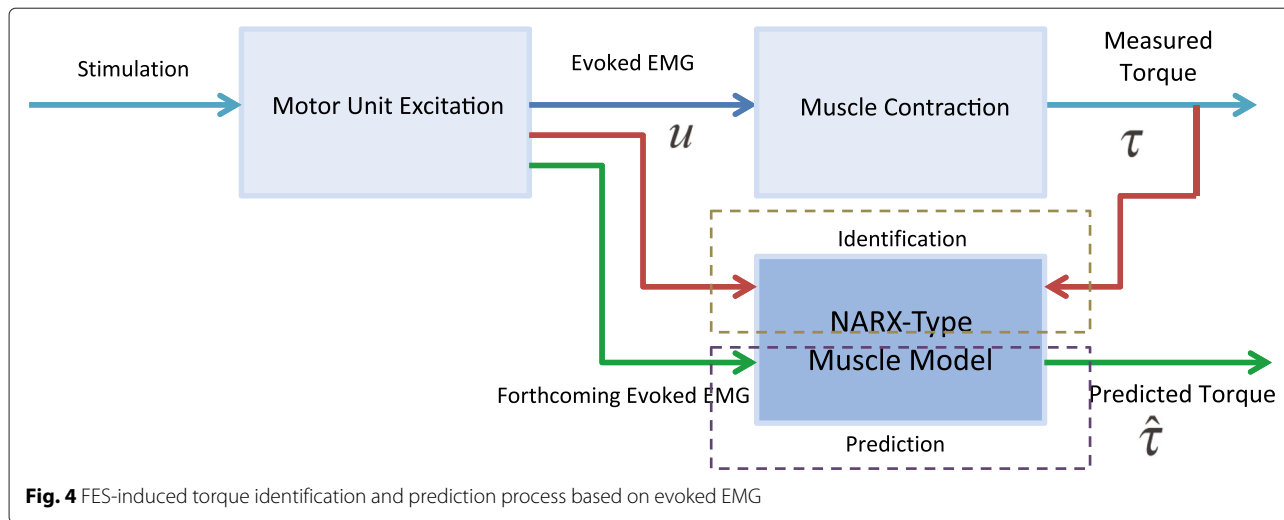 Stimulation
Motor Unit Excitation
Evoked EMG
u
Muscle Contraction
Measured
Torque
τ
Identification
NARX-Type
Muscle Model
Forthcoming Evoked EMG
Prediction
Predicted Torque
τ̂
Fig. 4 FES-induced torque identification and prediction process based on evoked EMG